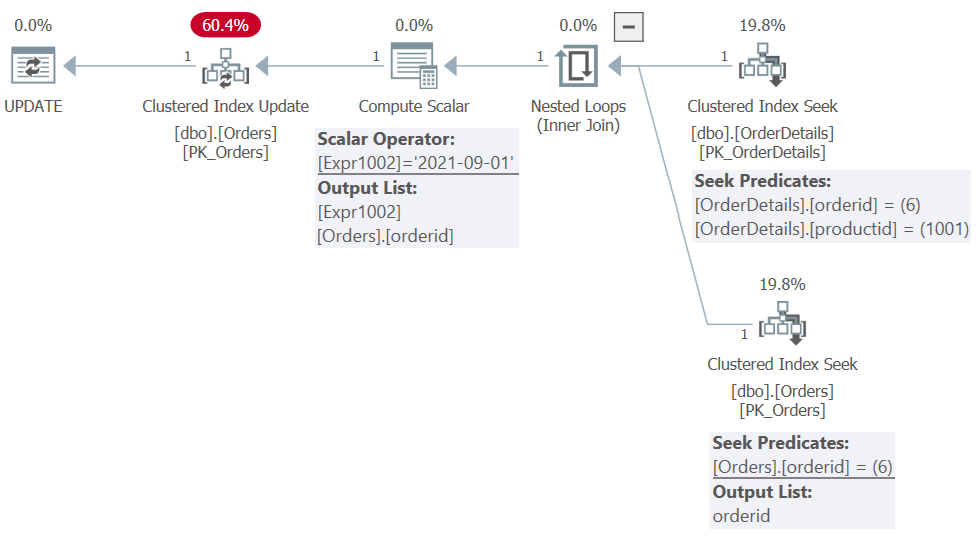 0.0%
60.4%
0.0%
0.0%
19.8%
1
1
1
1
UPDATE
Clustered Index Update
[dbo].[Orders]
[PK_Orders]
Compute Scalar
Scalar Operator:
[Expr1002]='2021-09-01'
Output List:
[Expr1002]
[Orders].[orderid]
Nested Loops
(Inner Join)
Clustered Index Seek
[dbo].[OrderDetails]
[PK_OrderDetails]
Seek Predicates:
[OrderDetails].[orderid] = (6)
[OrderDetails].[productid] = (1001)
19.8%
1
Clustered Index Seek
[dbo].[Orders]
[PK_Orders]
Seek Predicates:
[Orders].[orderid] = (6)
Output List:
orderid